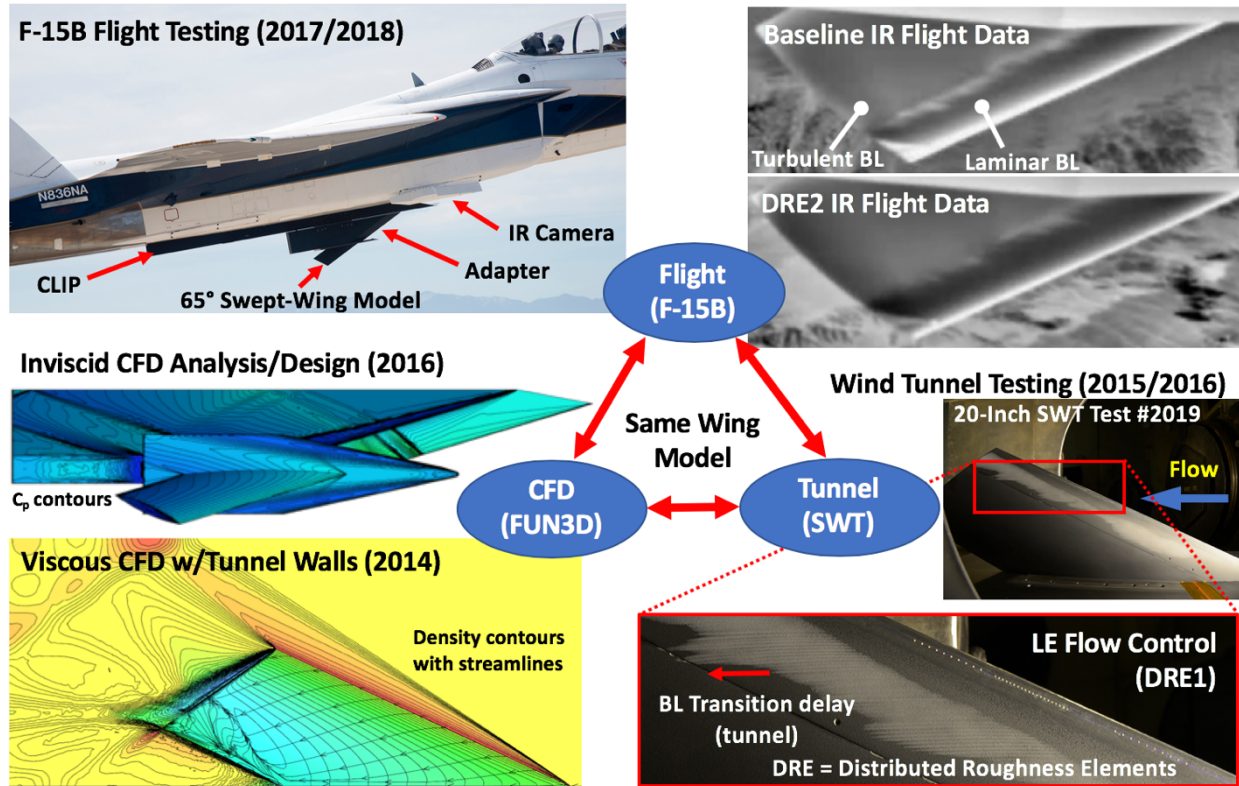 F-15B Flight Testing (2017/2018)
N836NA
IR Camera
Adapter
CLIP
65° Swept-Wing Model
Baseline IR Flight Data
Turbulent BL
Laminar BL
DRE2 IR Flight Data
Flight
(F-15B)
Same Wing
Model
CFD
(FUN3D)
Tunnel
(SWT)
Inviscid CFD Analysis/Design (2016)
Cp contours
Wind Tunnel Testing (2015/2016)
20-Inch SWT Test #2019
Flow
Viscous CFD w/Tunnel Walls (2014)
Density contours
with streamlines
LE Flow Control
(DRE1)
BL Transition delay
(tunnel)
DRE = Distributed Roughness Elements